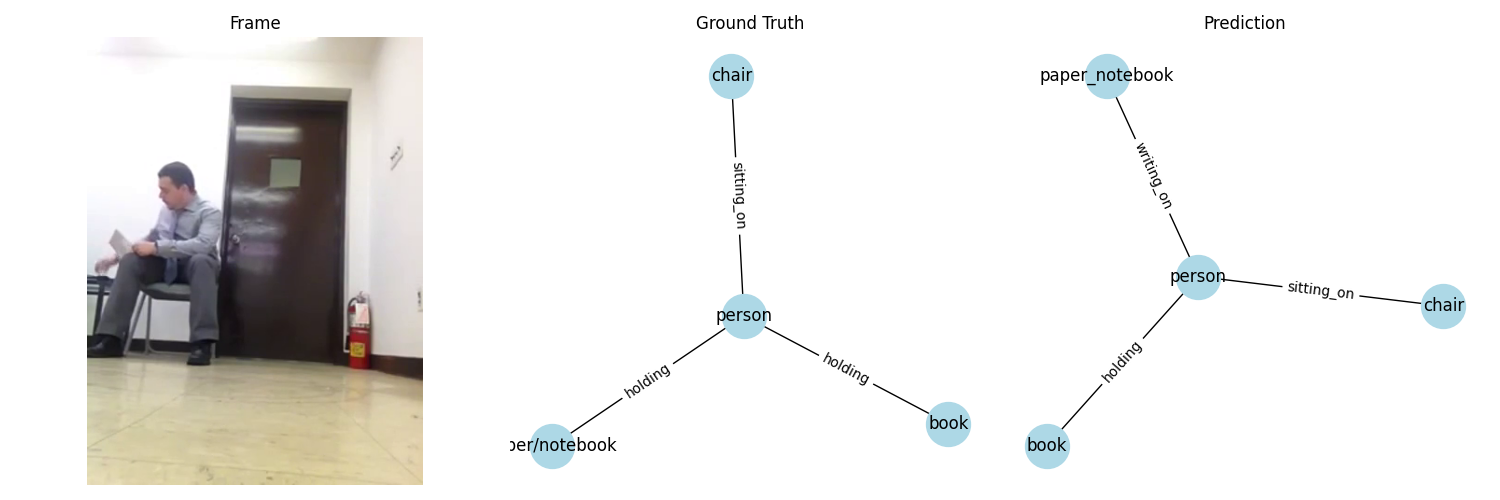 Frame
Ground Truth
Prediction
chair
sitting_on
person
holding
holding
per/notebook
book
paper_notebook
writing_on
person
sitting_on
chair
holding
book